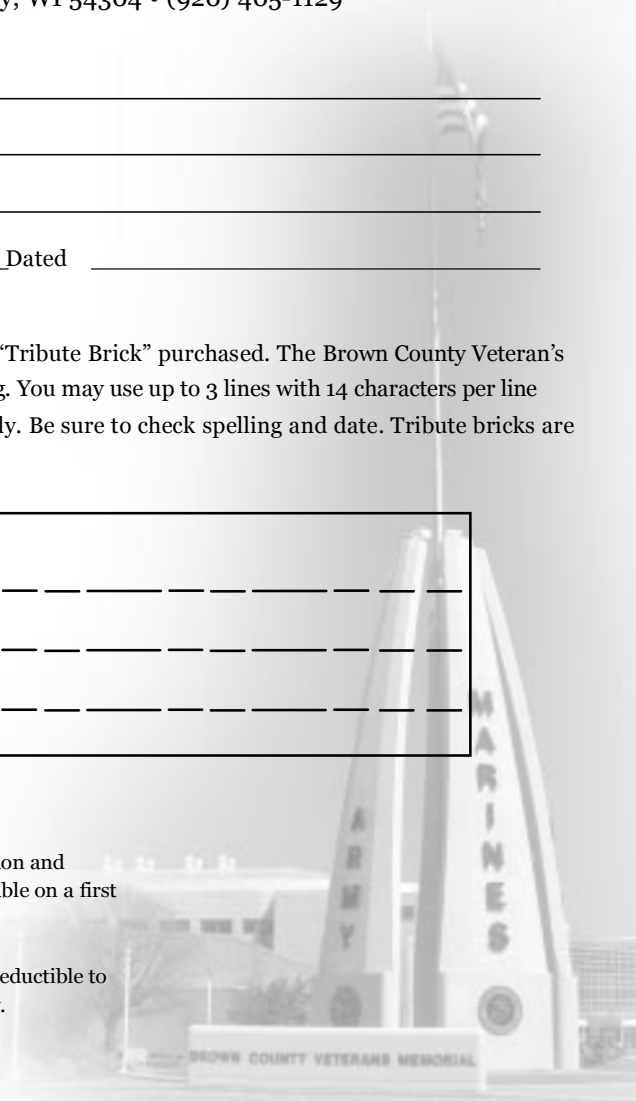 y, WI 54304 • (920) 405-1129
Dated
“Tribute Brick” purchased. The Brown County Veteran’s
g. You may use up to 3 lines with 14 characters per line
ly. Be sure to check spelling and date. Tribute bricks are
MARINES
ARMY
ion and
ble on a first
eductible to
BROWN COUNTY VETERANS MEMORIAL